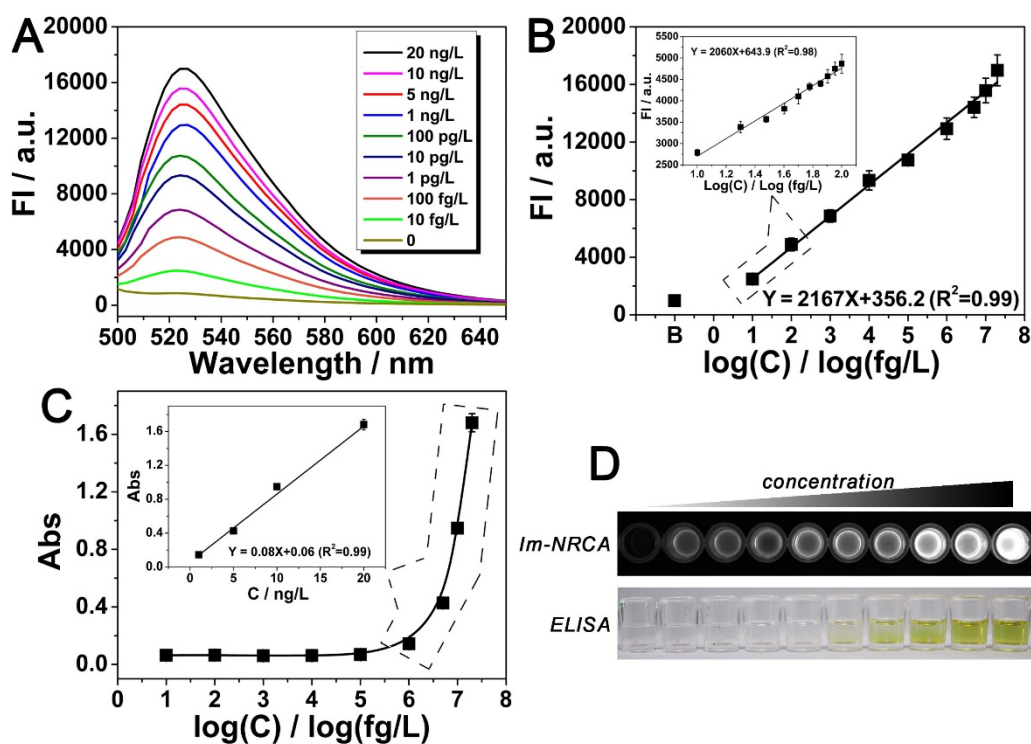 A
20000
16000
12000
8000
4000
0
FI / a.u.
500 520 540 560 580 600 620 640
Wavelength / nm
20 ng/L
10 ng/L
5 ng/L
1 ng/L
100 pg/L
10 pg/L
1 pg/L
100 fg/L
10 fg/L
0
B
20000
16000
12000
8000
4000
0
FI / a.u.
B 0 1 2 3 4 5 6 7 8
log(C) / log(fg/L)
Y = 2167X+356.2 (R²=0.99)
5500
5000
4500
4000
3500
3000
2500
FI / a.u.
Y = 2060X+643.9 (R²=0.98)
1.0 1.2 1.4 1.6 1.8 2.0
Log(C) / Log (fg/L)
C
1.6
1.2
0.8
0.4
0.0
Abs
0 1 2 3 4 5 6 7 8
log(C) / log(fg/L)
2.0
1.6
1.2
0.8
0.4
0.0
Abs
Y = 0.08X+0.06 (R²=0.99)
0 5 10 15 20
C / ng/L
D
concentration
Im-NRCA
ELISA